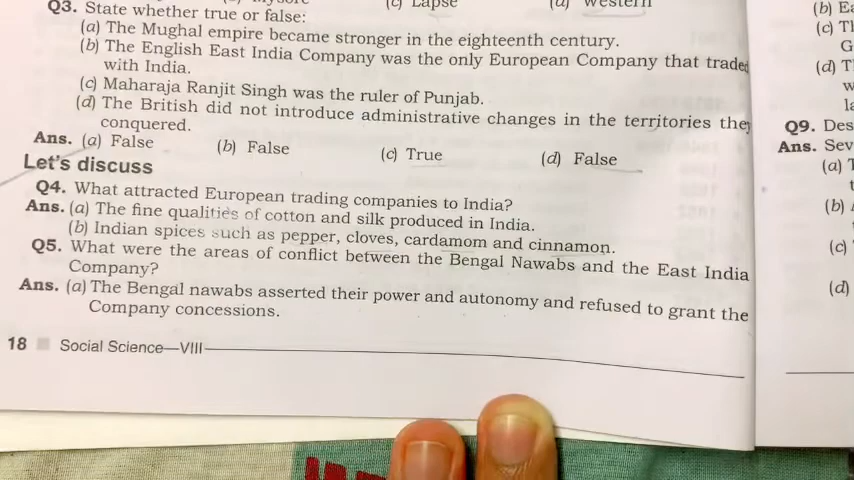 (c) Lapse
(d) Western
Q3. State whether true or false:
(a) The Mughal empire became stronger in the eighteenth century.
(b) The English East India Company was the only European Company that traded
with India.
(c) Maharaja Ranjit Singh was the ruler of Punjab.
(d) The British did not introduce administrative changes in the territories they
conquered.
Ans. (a) False (b) False (c) True (d) False
Let's discuss
Q4. What attracted European trading companies to India?
Ans. (a) The fine qualities of cotton and silk produced in India.
(b) Indian spices such as pepper, cloves, cardamom and cinnamon.
Q5. What were the areas of conflict between the Bengal Nawabs and the East India
Company?
Ans. (a) The Bengal nawabs asserted their power and autonomy and refused to grant the
Company concessions.
18 Social Science—VIII
(b)
(c)
(d)
Q9. Des
Ans. Sev
(a)
(b)
(c)
(d)